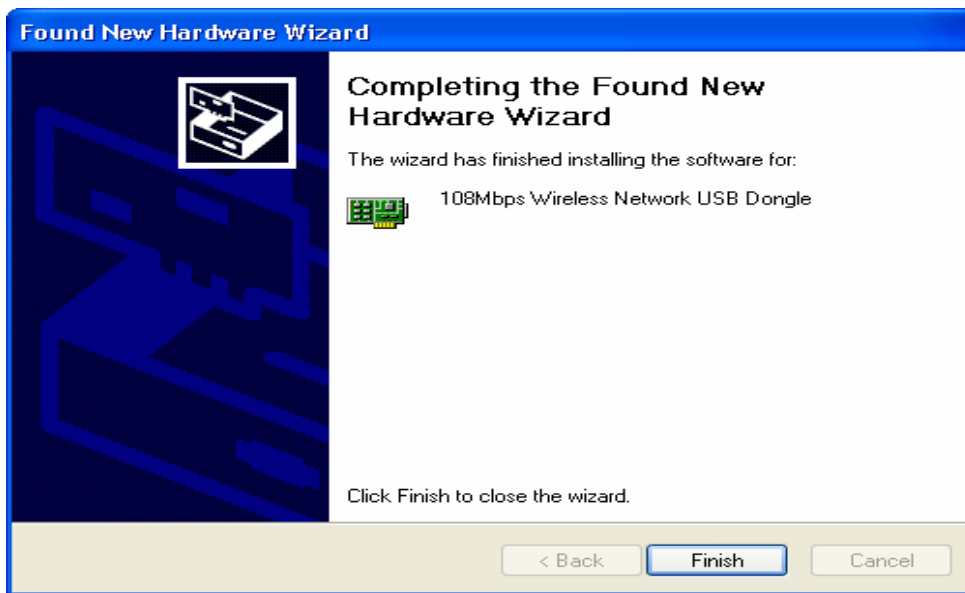 Found New Hardware Wizard
Completing the Found New
Hardware Wizard
The wizard has finished installing the software for:
108Mbps Wireless Network USB Dongle
Click Finish to close the wizard.
< Back
Finish
Cancel